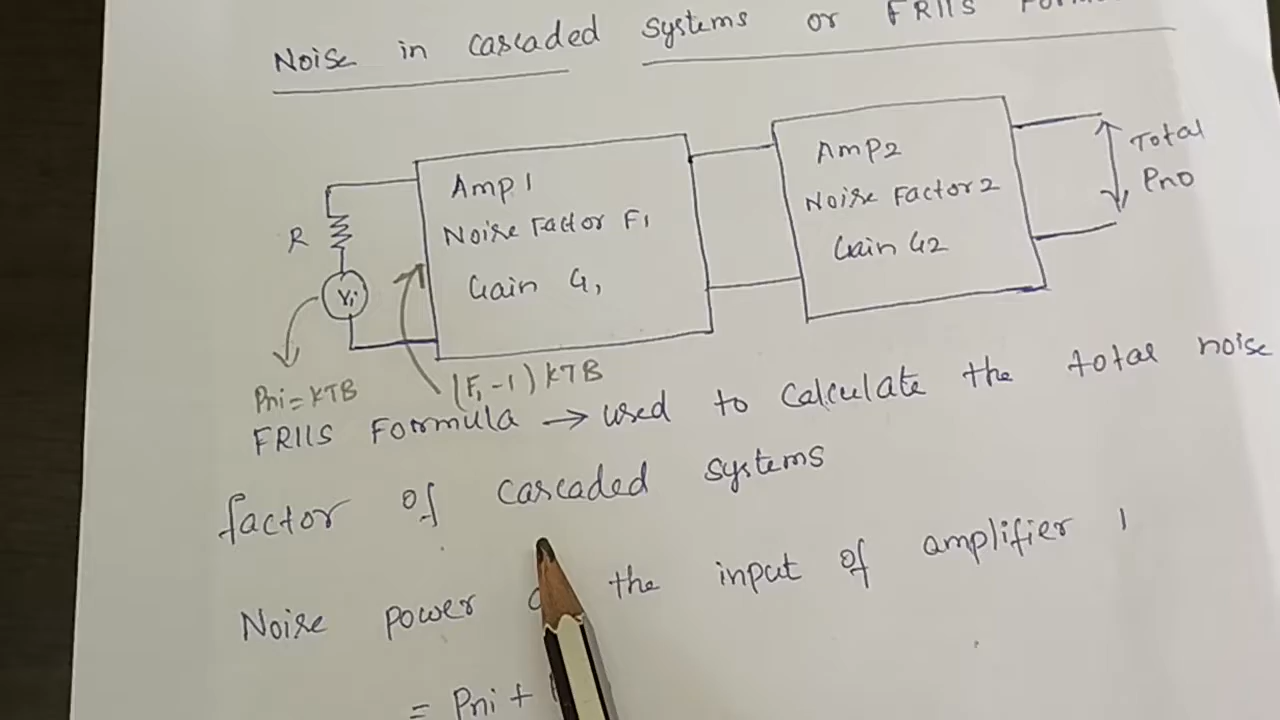 Noise in cascaded systems or FRIIS
Amp 1
Noise Factor F1
Gain G1
Amp2
Noise Factor 2
Gain G2
Total
Pno
R
Vi
Pni = KTB
(F1 - 1) KTB
FRIIS Formula → used to calculate the total noise
factor of cascaded systems
Noise power the input of amplifier 1
= Pni +